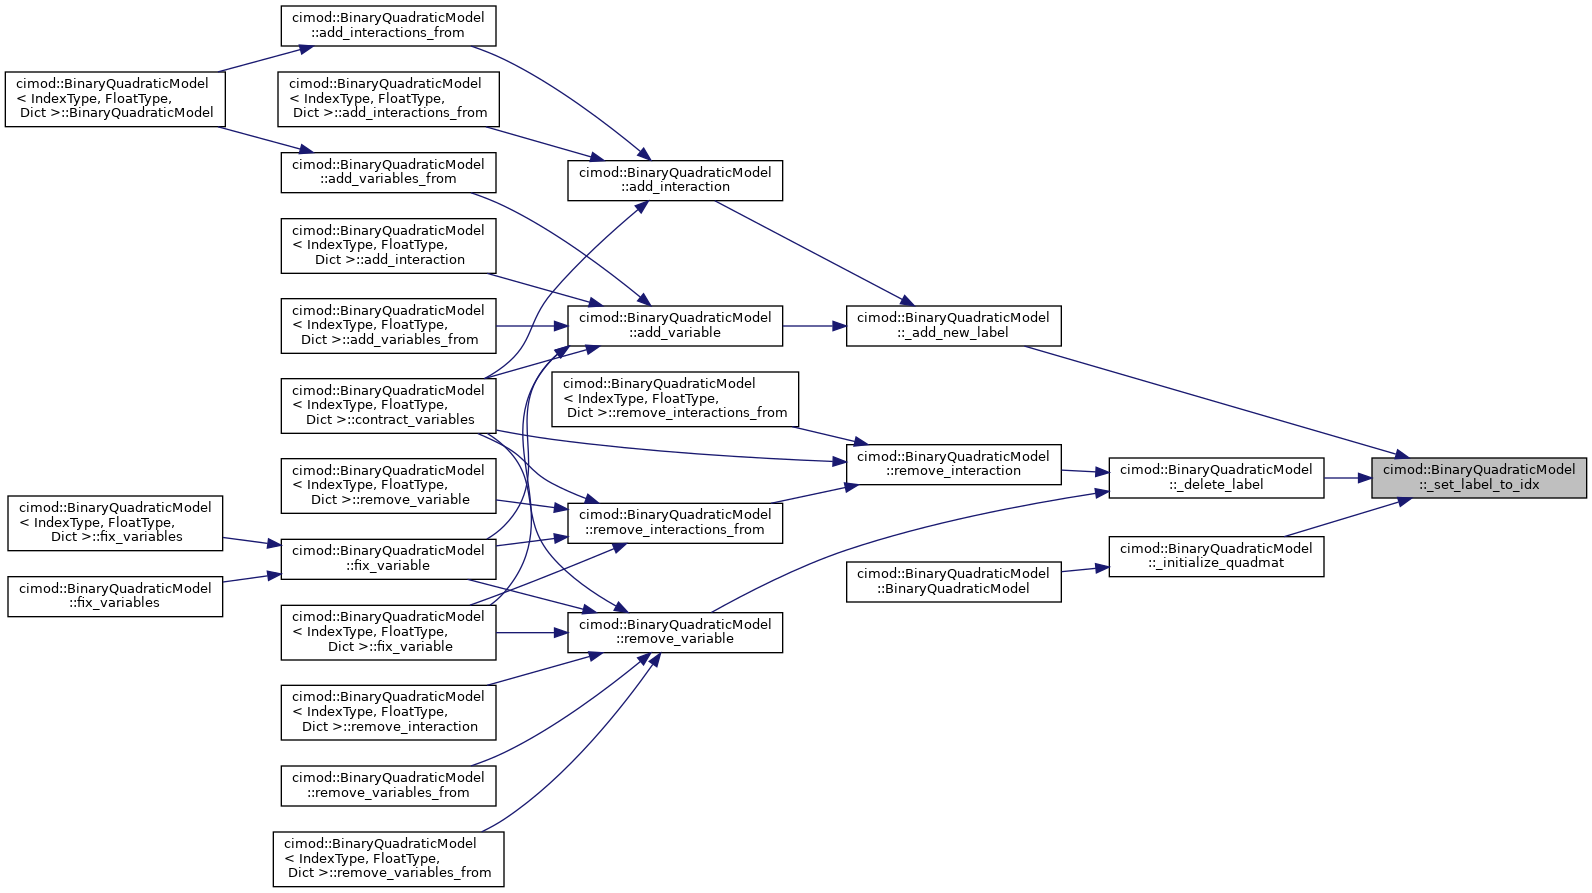 cimod::BinaryQuadraticModel
::add_interactions_from
cimod::BinaryQuadraticModel
< IndexType, FloatType,
Dict >::BinaryQuadraticModel
cimod::BinaryQuadraticModel
< IndexType, FloatType,
Dict >::add_interactions_from
cimod::BinaryQuadraticModel
::add_variables_from
cimod::BinaryQuadraticModel
::add_interaction
cimod::BinaryQuadraticModel
< IndexType, FloatType,
Dict >::add_interaction
cimod::BinaryQuadraticModel
< IndexType, FloatType,
Dict >::add_variables_from
cimod::BinaryQuadraticModel
::add_variable
cimod::BinaryQuadraticModel
::_add_new_label
cimod::BinaryQuadraticModel
< IndexType, FloatType,
Dict >::contract_variables
cimod::BinaryQuadraticModel
< IndexType, FloatType,
Dict >::remove_interactions_from
cimod::BinaryQuadraticModel
::remove_interaction
cimod::BinaryQuadraticModel
::_delete_label
cimod::BinaryQuadraticModel
::_set_label_to_idx
cimod::BinaryQuadraticModel
< IndexType, FloatType,
Dict >::remove_variable
cimod::BinaryQuadraticModel
< IndexType, FloatType,
Dict >::fix_variables
cimod::BinaryQuadraticModel
::fix_variable
cimod::BinaryQuadraticModel
::remove_interactions_from
cimod::BinaryQuadraticModel
::_initialize_quadmat
cimod::BinaryQuadraticModel
::BinaryQuadraticModel
cimod::BinaryQuadraticModel
::fix_variables
cimod::BinaryQuadraticModel
< IndexType, FloatType,
Dict >::fix_variable
cimod::BinaryQuadraticModel
::remove_variable
cimod::BinaryQuadraticModel
< IndexType, FloatType,
Dict >::remove_interaction
cimod::BinaryQuadraticModel
::remove_variables_from
cimod::BinaryQuadraticModel
< IndexType, FloatType,
Dict >::remove_variables_from